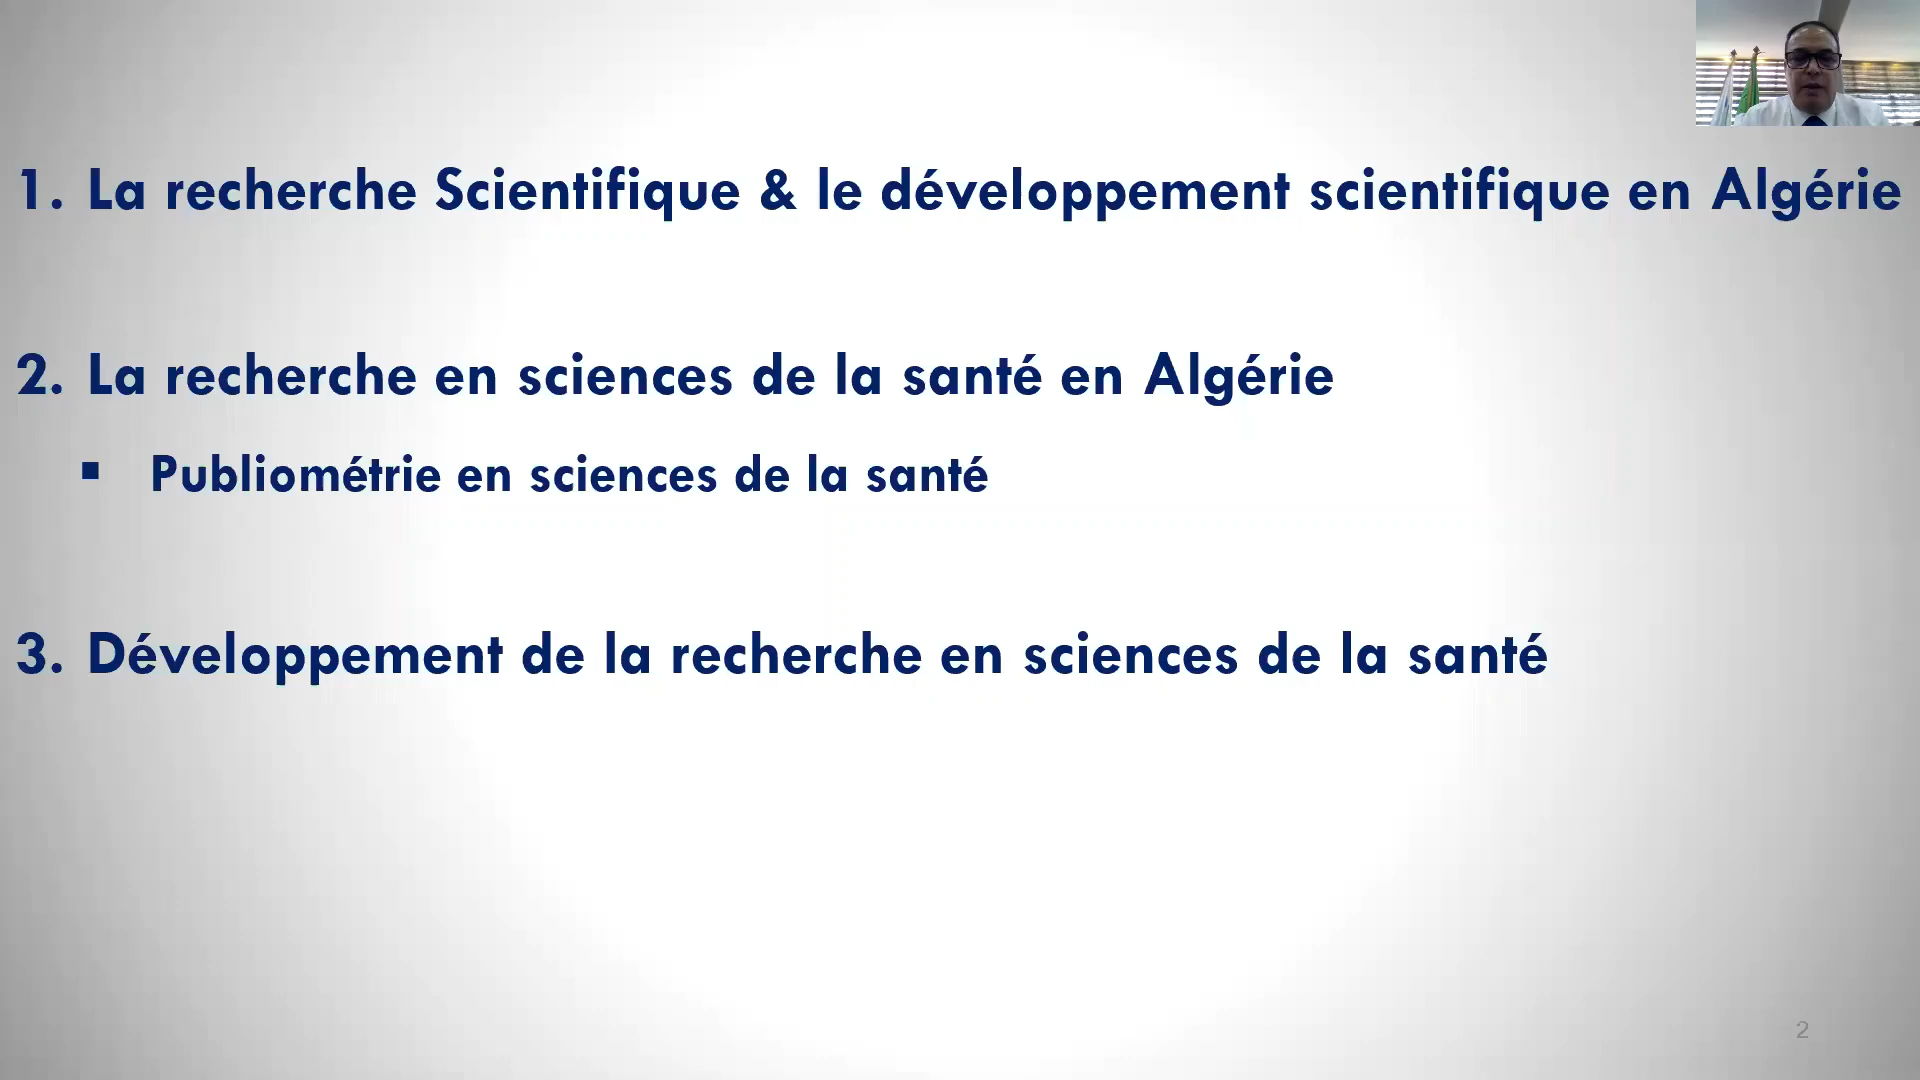 1. La recherche Scientifique & le développement scientifique en Algérie
2. La recherche en sciences de la santé en Algérie
▪ Publiométrie en sciences de la santé
3. Développement de la recherche en sciences de la santé
2